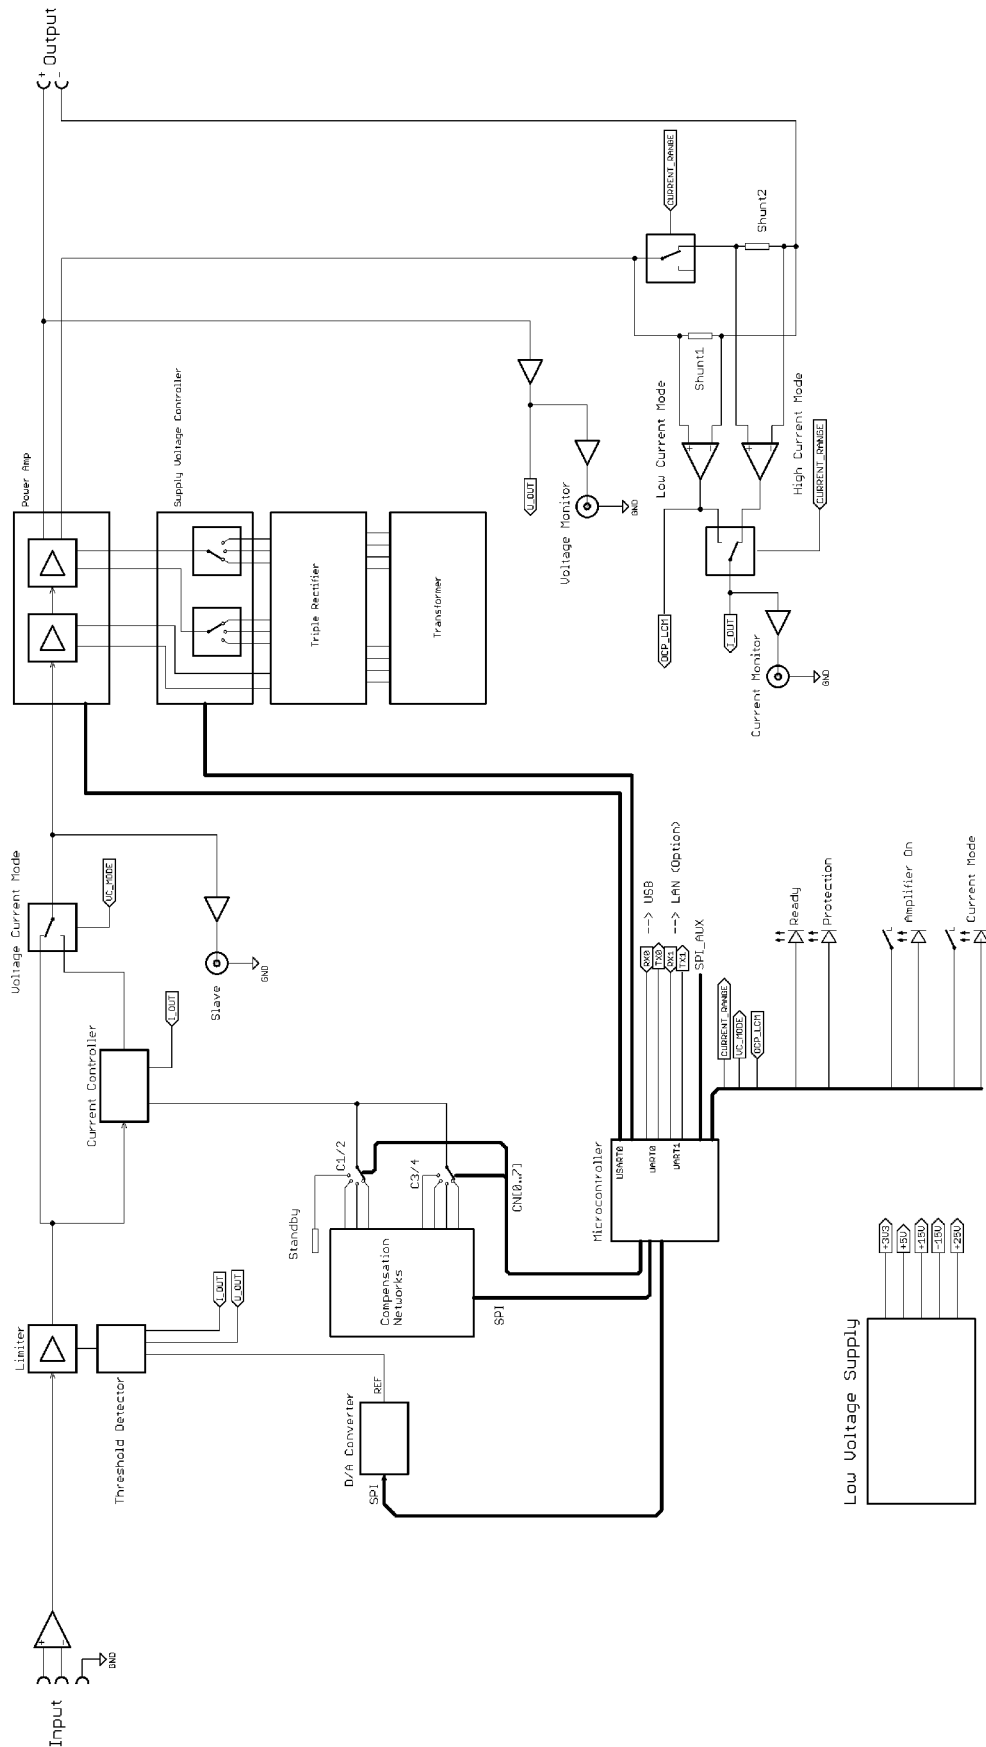 Input
+
-
GND
Limiter
Threshold Detector
I_OUT
U_OUT
D/A Converter
REF
SPI
Current Controller
I_OUT
Voltage Current Mode
VC_MODE
Slave
GND
Standby
C1/2
C3/4
Compensation
Networks
SPI
CN[0..7]
Microcontroller
USART0
UART0
UART1
RX0
TX0
RX1
TX1
--> USB
--> LAN (Option)
SPI_AUX
CURRENT_RANGE
VC_MODE
OCP_LCM
Ready
Protection
Amplifier On
Current Mode
Low Voltage Supply
+3V3
+5V
+15V
-15V
+25V
Power Amp
Supply Voltage Controller
Triple Rectifier
Transformer
Output
+
-
U_OUT
Voltage Monitor
GND
CURRENT_RANGE
Shunt2
Shunt1
Low Current Mode
+
-
High Current Mode
+
-
CURRENT_RANGE
OCP_LCM
I_OUT
Current Monitor
GND